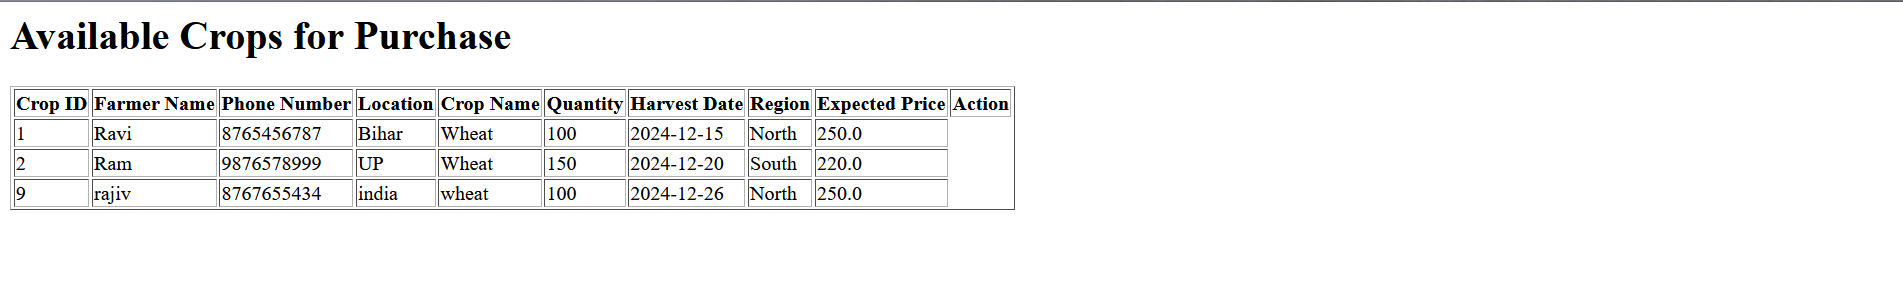 Available Crops for Purchase
Crop ID Farmer Name Phone Number Location Crop Name Quantity Harvest Date Region Expected Price Action
1 Ravi 8765456787 Bihar Wheat 100 2024-12-15 North 250.0
2 Ram 9876578999 UP Wheat 150 2024-12-20 South 220.0
9 rajiv 8767655434 india wheat 100 2024-12-26 North 250.0